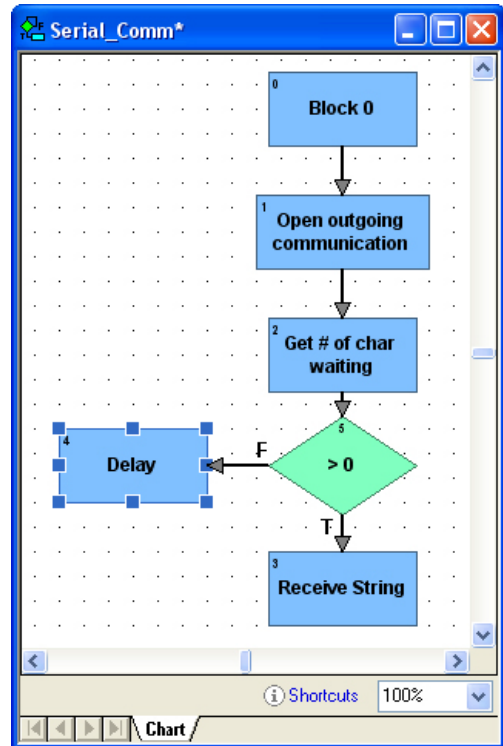 Serial_Comm*
0
Block 0
1
Open outgoing
communication
2
Get # of char
waiting
5
> 0
F
4
Delay
T
3
Receive String
Shortcuts
100%
Chart